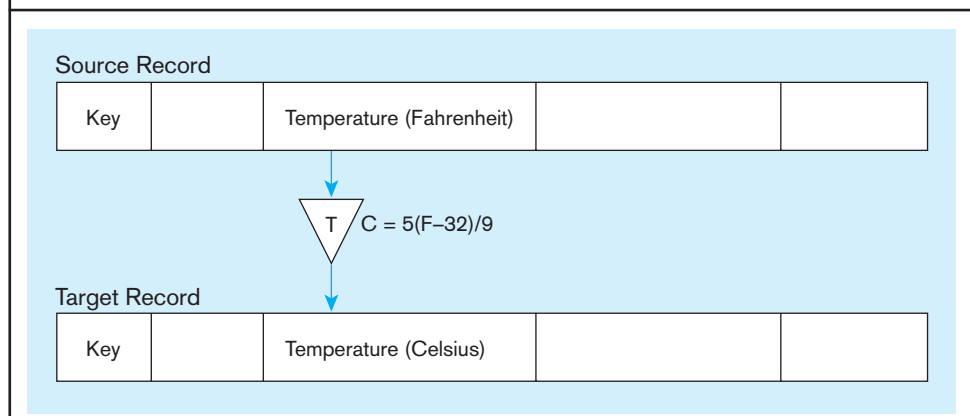 Source Record
Key Temperature (Fahrenheit)
T C = 5(F–32)/9
Target Record
Key Temperature (Celsius)